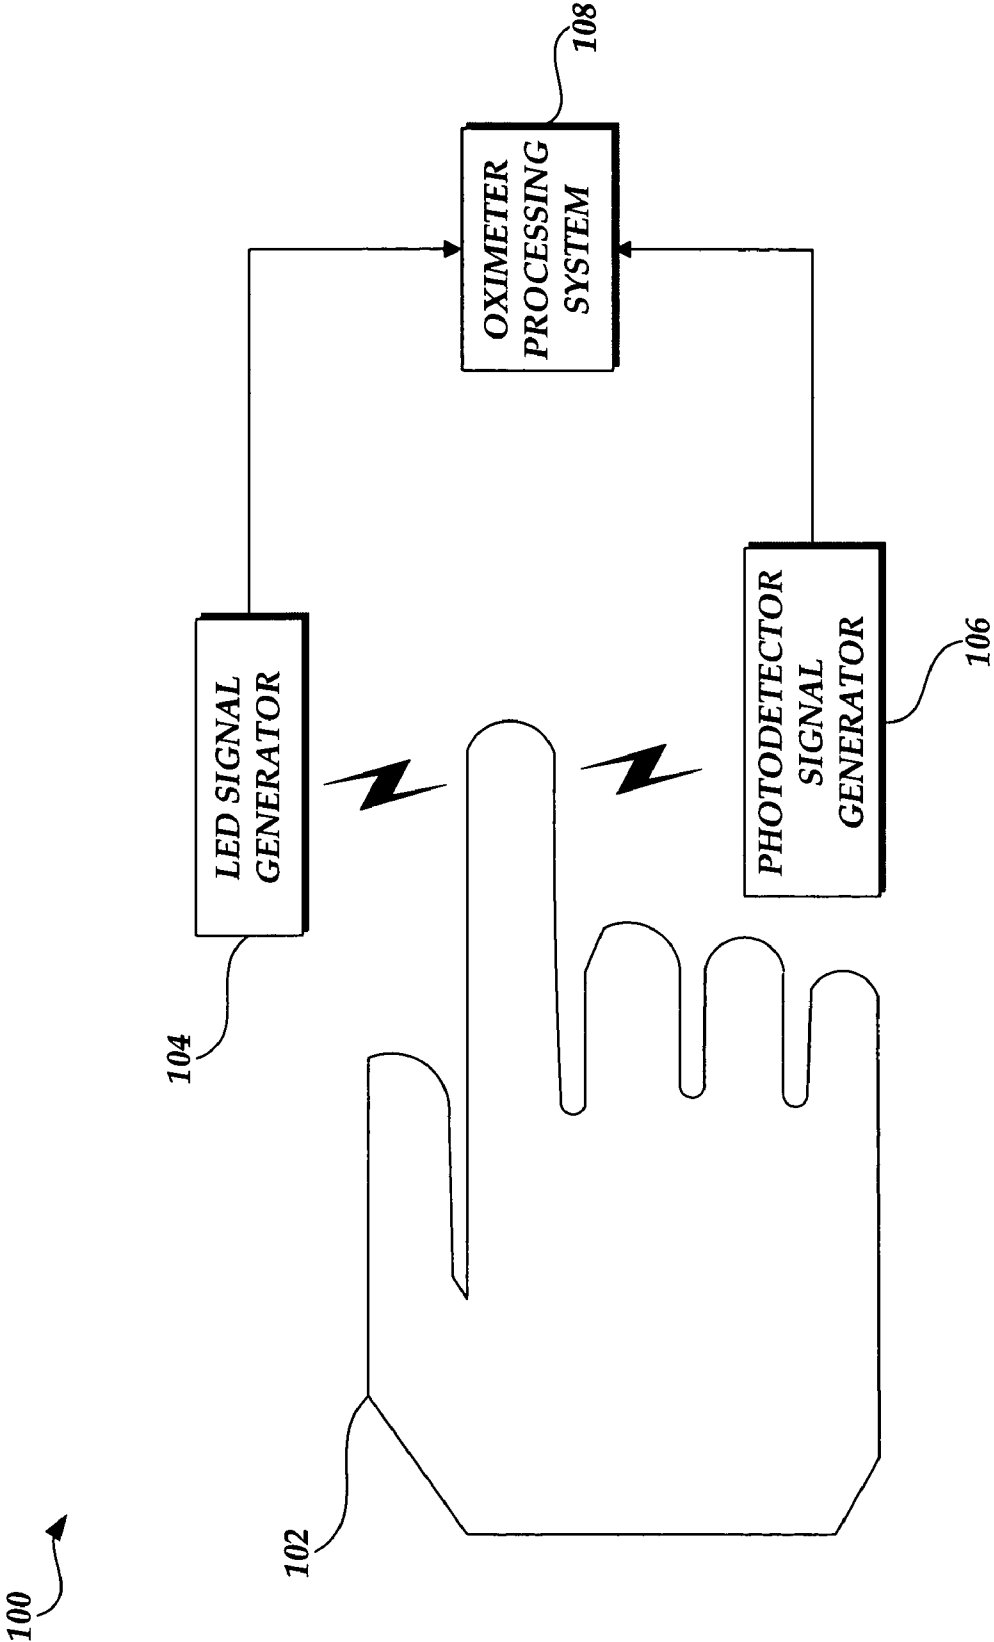 100
102
104
LED SIGNAL
GENERATOR
PHOTODETECTOR
SIGNAL
GENERATOR
106
OXIMETER
PROCESSING
SYSTEM
108